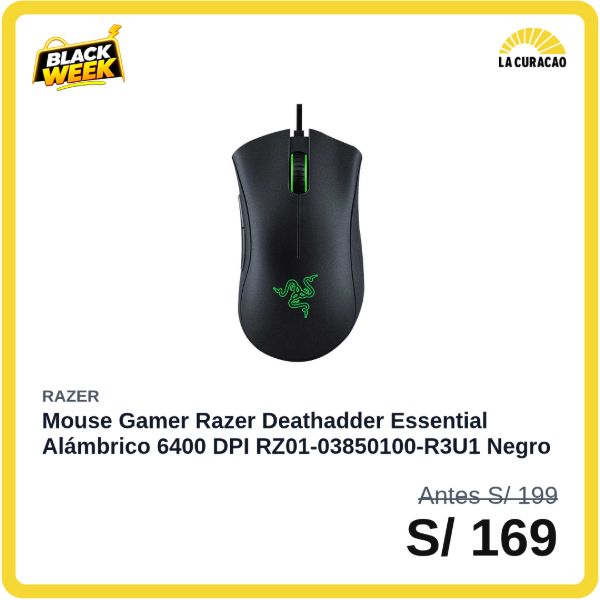 BLACK
WEEK
LA CURACAO
RAZER
Mouse Gamer Razer Deathadder Essential
Alámbrico 6400 DPI RZ01-03850100-R3U1 Negro
Antes S/ 199
S/ 169